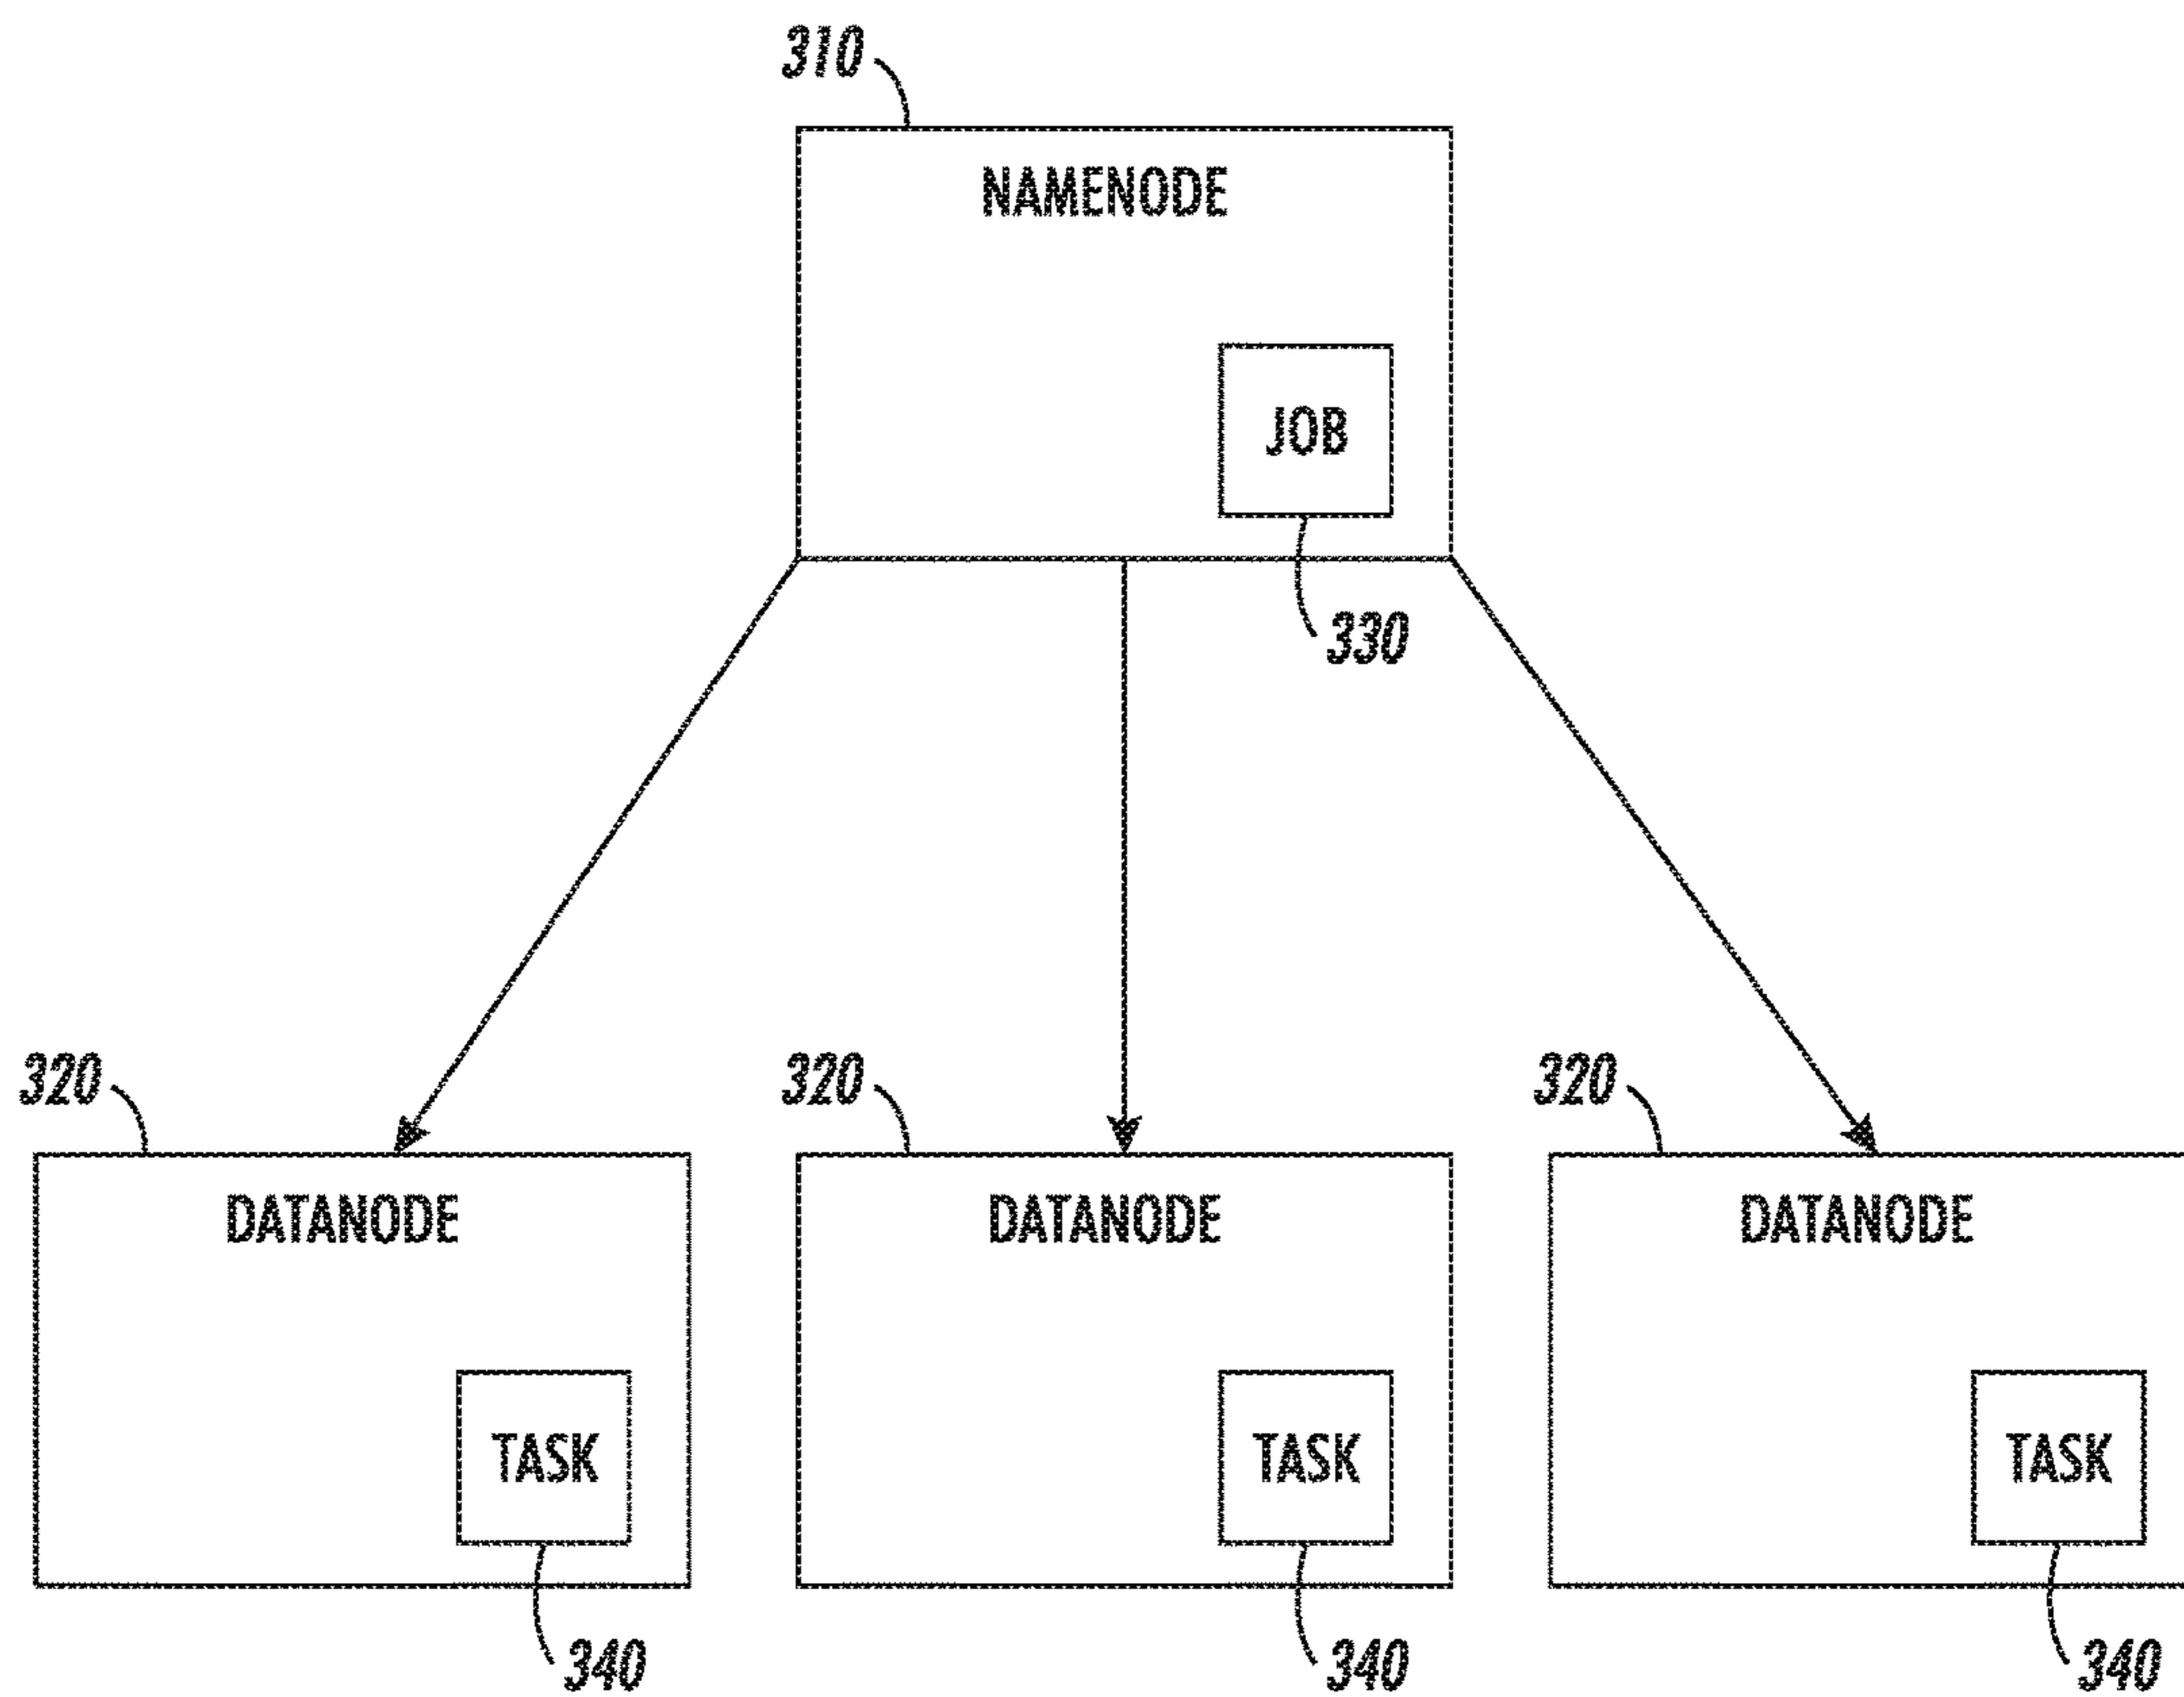 310
NAMENODE
JOB
330
320 320 320
DATANODE DATANODE DATANODE
TASK TASK TASK
340 340 340